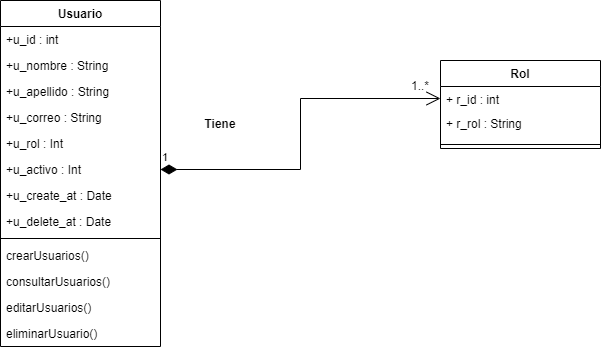 Usuario
+u_id : int
+u_nombre : String
+u_apellido : String
+u_correo : String
+u_rol : Int
+u_activo : Int
+u_create_at : Date
+u_delete_at : Date
crearUsuarios()
consultarUsuarios()
editarUsuarios()
eliminarUsuario()
1
Tiene
1..*
Rol
+ r_id : int
+ r_rol : String